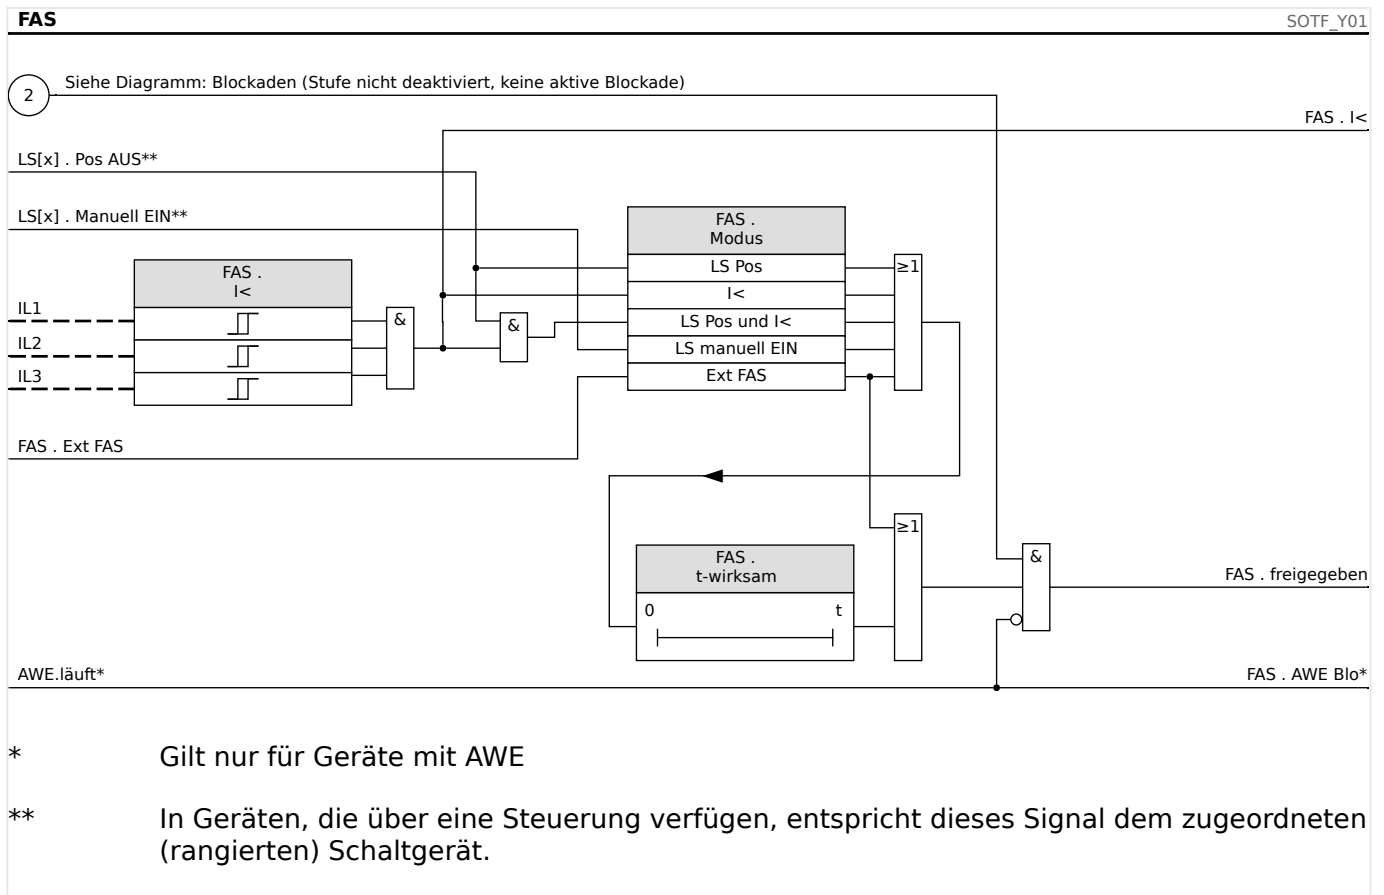 FAS
SOTF_Y01
2
Siehe Diagramm: Blockaden (Stufe nicht deaktiviert, keine aktive Blockade)
FAS . I<
LS[x] . Pos AUS**
LS[x] . Manuell EIN**
FAS .
I<
IL1
IL2
IL3
&
&
FAS .
Modus
LS Pos
I<
LS Pos und I<
LS manuell EIN
Ext FAS
≥1
FAS . Ext FAS
FAS .
t-wirksam
0 t
≥1
&
FAS . freigegeben
AWE.läuft*
FAS . AWE Blo*
* Gilt nur für Geräte mit AWE
** In Geräten, die über eine Steuerung verfügen, entspricht dieses Signal dem zugeordneten
(rangierten) Schaltgerät.